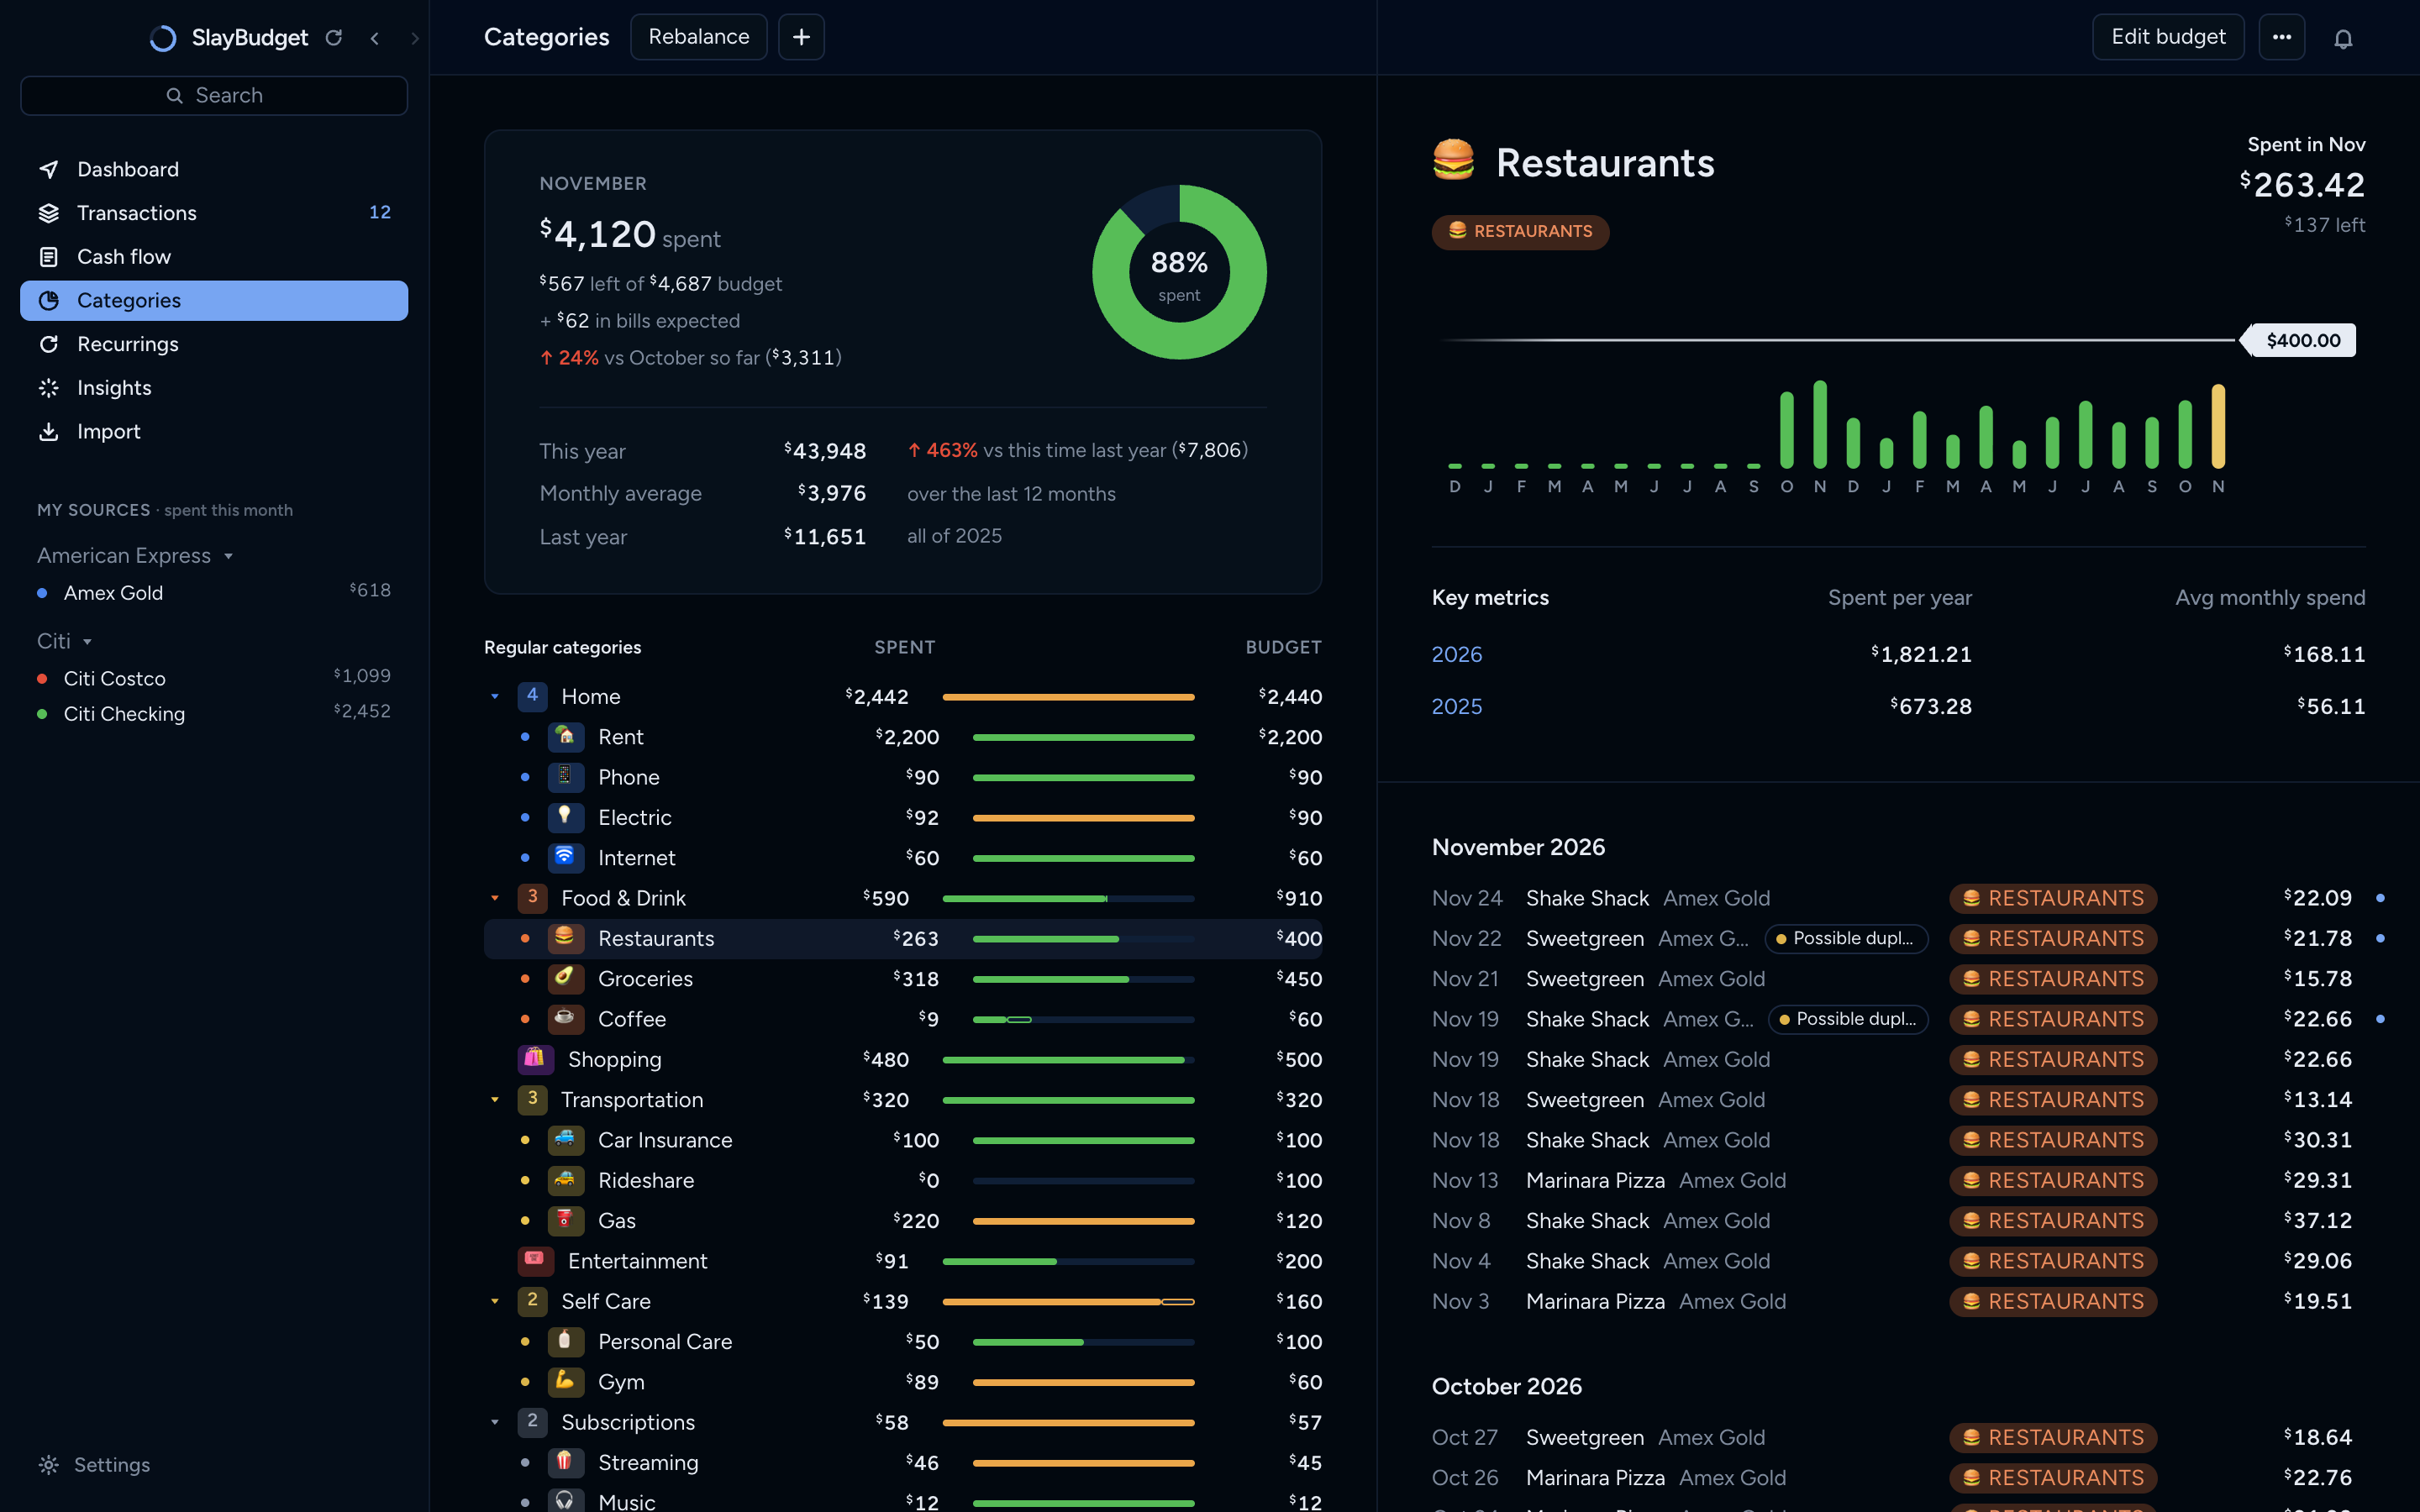 SlayBudget
Search
Dashboard
Transactions 12
Cash flow
Categories
Recurrings
Insights
Import
MY SOURCES · spent this month
American Express
Amex Gold $618
Citi
Citi Costco $1,099
Citi Checking $2,452
Settings
Categories Rebalance +
NOVEMBER
$4,120 spent
$567 left of $4,687 budget
+ $62 in bills expected
↑ 24% vs October so far ($3,311)
88%
spent
This year $43,948 ↑ 463% vs this time last year ($7,806)
Monthly average $3,976 over the last 12 months
Last year $11,651 all of 2025
Regular categories SPENT BUDGET
4 Home $2,442 $2,440
Rent $2,200 $2,200
Phone $90 $90
Electric $92 $90
Internet $60 $60
3 Food & Drink $590 $910
Restaurants $263 $400
Groceries $318 $450
Coffee $9 $60
Shopping $480 $500
3 Transportation $320 $320
Car Insurance $100 $100
Rideshare $0 $100
Gas $220 $120
Entertainment $91 $200
2 Self Care $139 $160
Personal Care $50 $100
Gym $89 $60
2 Subscriptions $58 $57
Streaming $46 $45
Music $12 $12
Edit budget
Restaurants
RESTAURANTS
Spent in Nov
$263.42
$137 left
$400.00
D J F M A M J J A S O N D J F M A M J J A S O N
Key metrics Spent per year Avg monthly spend
2026 $1,821.21 $168.11
2025 $673.28 $56.11
November 2026
Nov 24 Shake Shack Amex Gold RESTAURANTS $22.09
Nov 22 Sweetgreen Amex G... Possible dupl... RESTAURANTS $21.78
Nov 21 Sweetgreen Amex Gold RESTAURANTS $15.78
Nov 19 Shake Shack Amex G... Possible dupl... RESTAURANTS $22.66
Nov 19 Shake Shack Amex Gold RESTAURANTS $22.66
Nov 18 Sweetgreen Amex Gold RESTAURANTS $13.14
Nov 18 Shake Shack Amex Gold RESTAURANTS $30.31
Nov 13 Marinara Pizza Amex Gold RESTAURANTS $29.31
Nov 8 Shake Shack Amex Gold RESTAURANTS $37.12
Nov 4 Shake Shack Amex Gold RESTAURANTS $29.06
Nov 3 Marinara Pizza Amex Gold RESTAURANTS $19.51
October 2026
Oct 27 Sweetgreen Amex Gold RESTAURANTS $18.64
Oct 26 Marinara Pizza Amex Gold RESTAURANTS $22.76